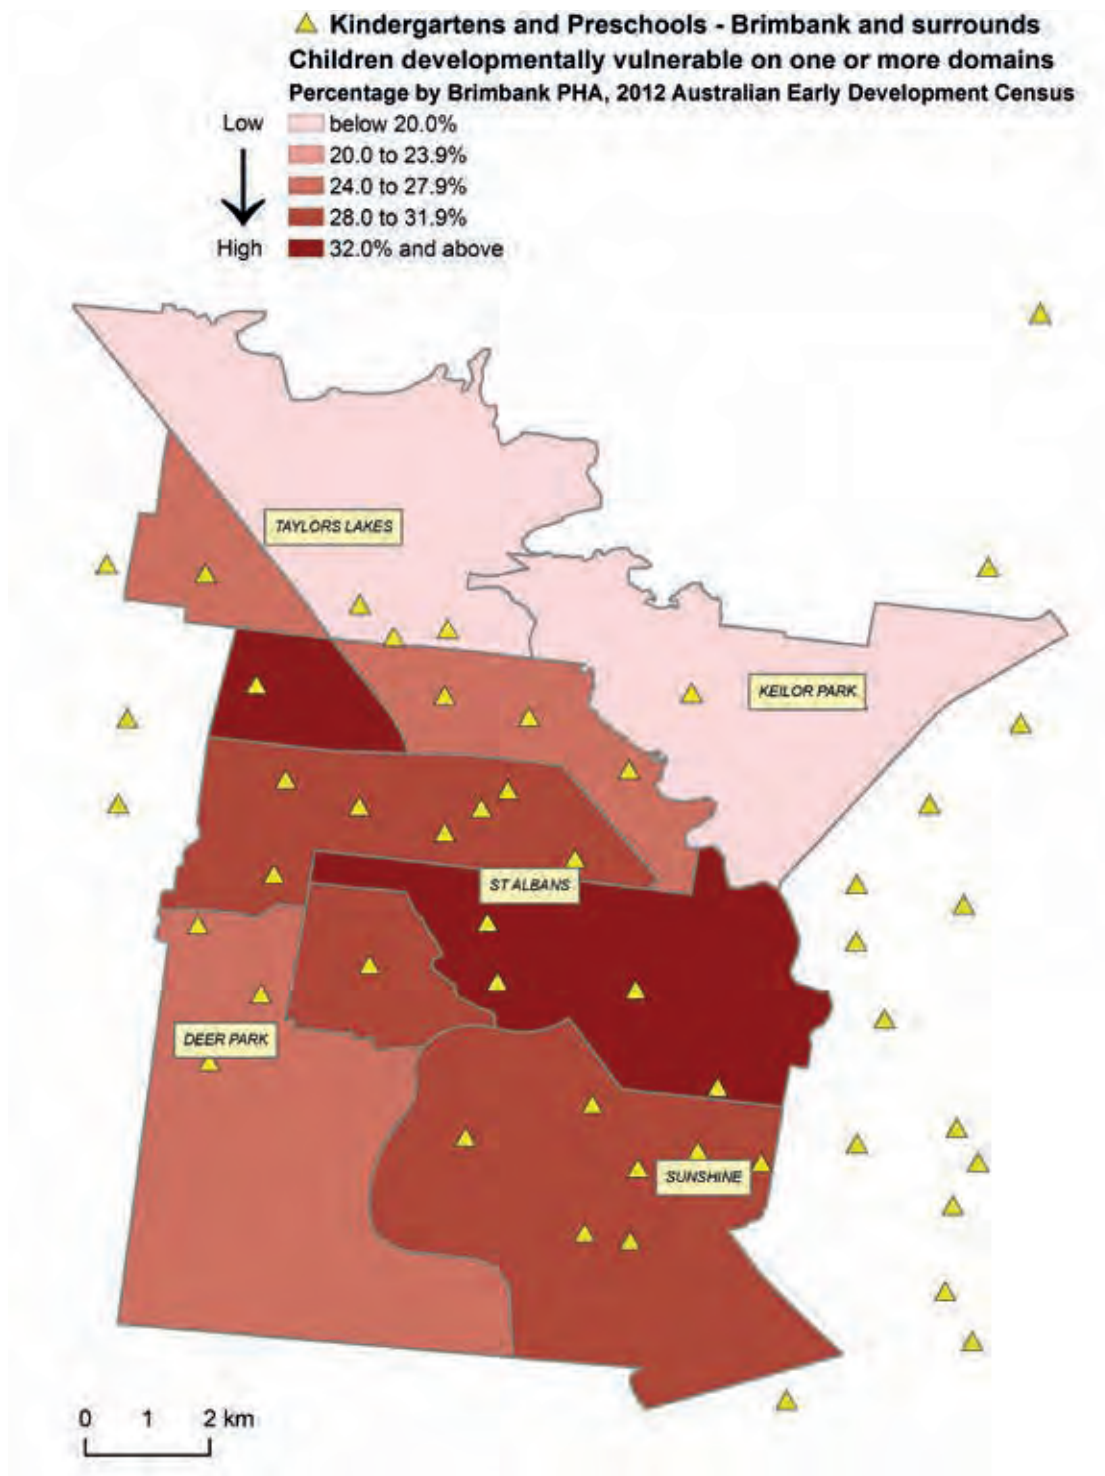 Kindergartens and Preschools - Brimbank and surrounds
Children developmentally vulnerable on one or more domains
Percentage by Brimbank PHA, 2012 Australian Early Development Census
Low
below 20.0%
20.0 to 23.9%
24.0 to 27.9%
28.0 to 31.9%
High
32.0% and above
TAYLORS LAKES
KEILOR PARK
ST ALBANS
DEER PARK
SUNSHINE
0 1 2 km